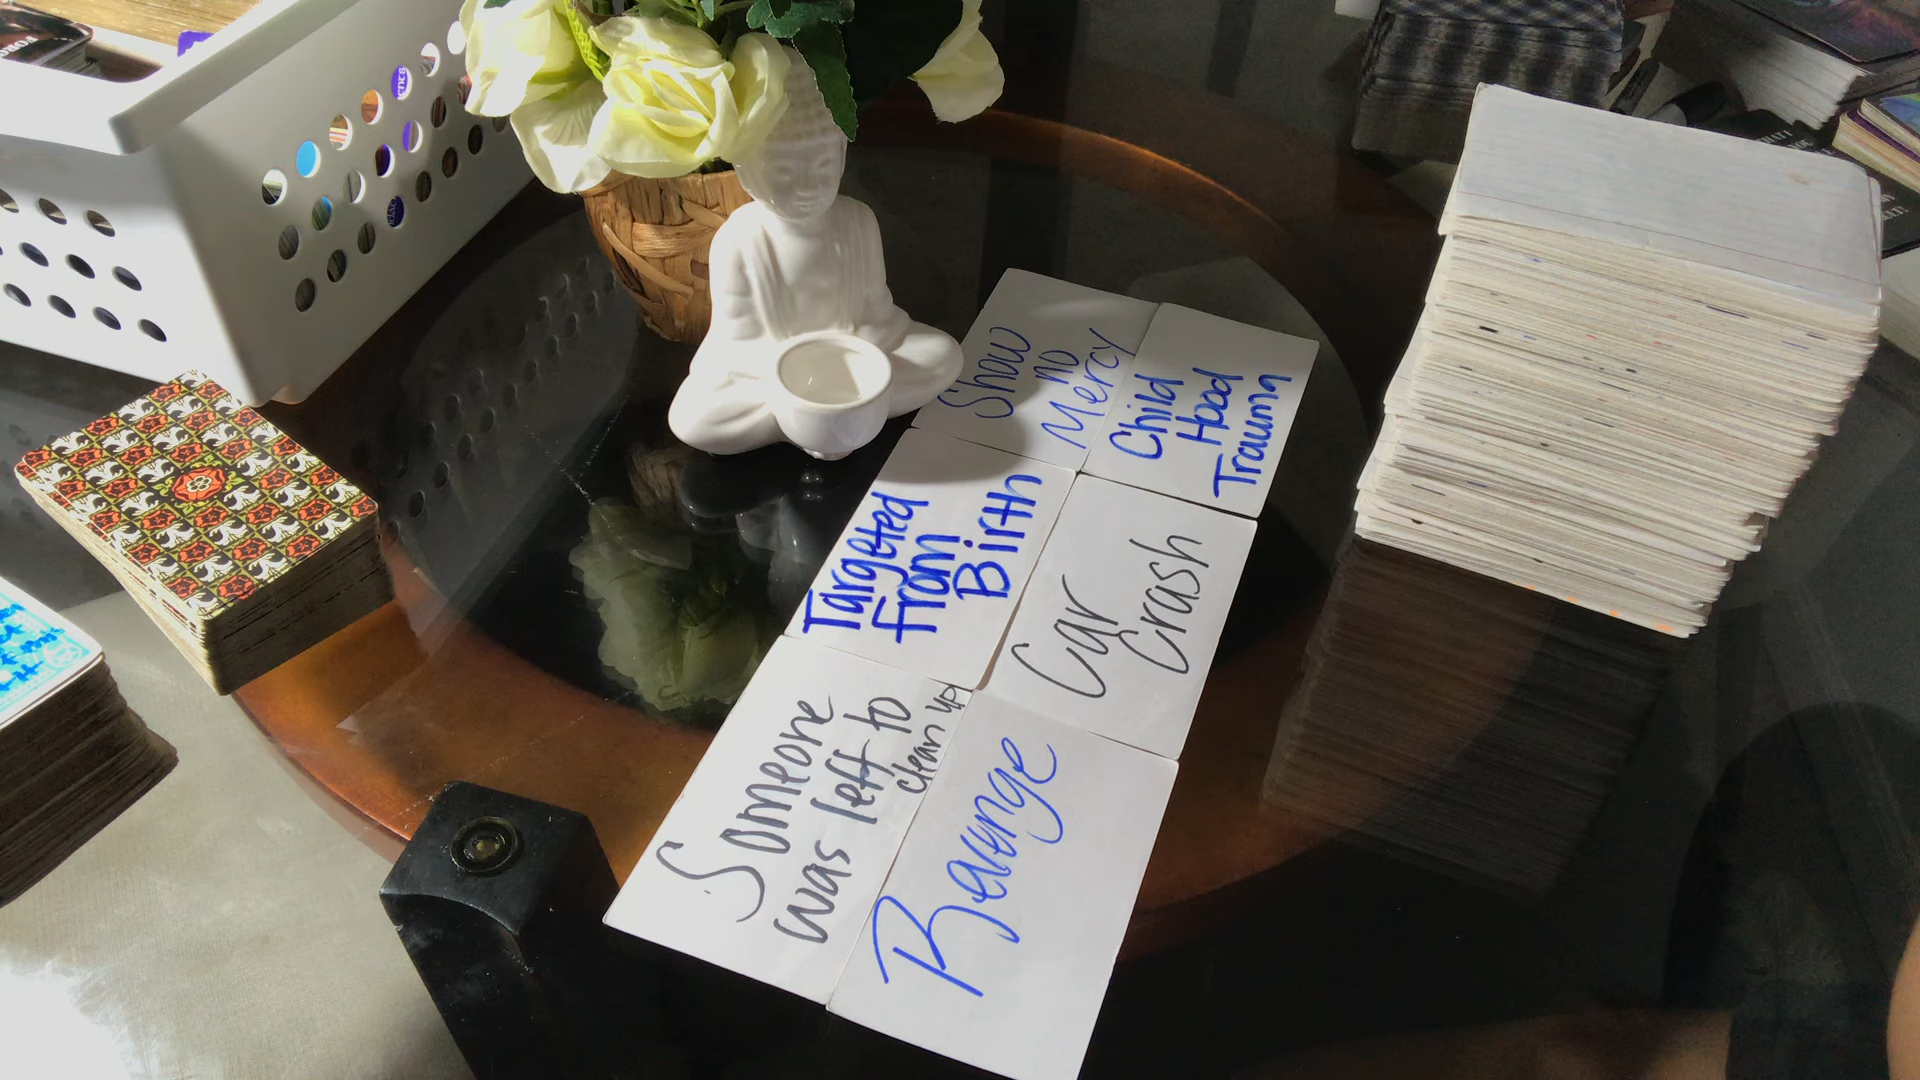 Show
no
Mercy
Child
Hood
Trauma
Targeted
From
Birth
Car
Crash
Someone
was left to
clean up
Revenge